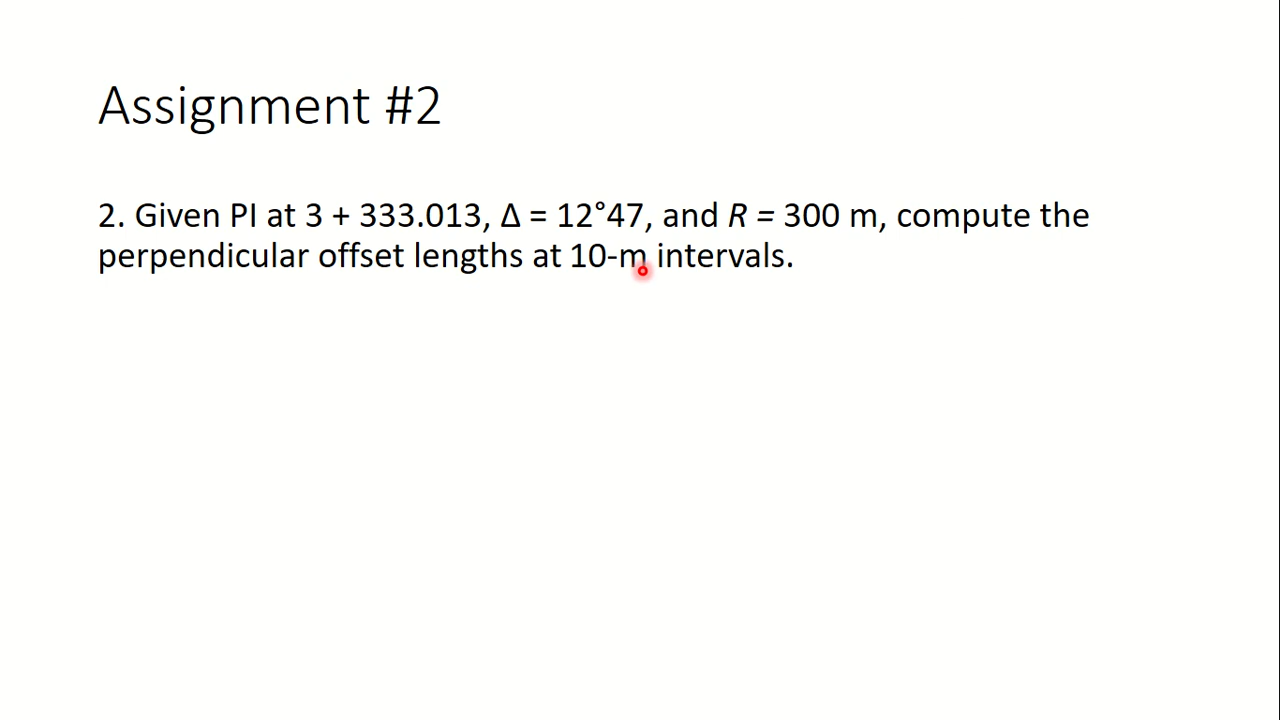 Assignment #2
2. Given PI at 3 + 333.013, Δ = 12°47, and R = 300 m, compute the
perpendicular offset lengths at 10-m intervals.